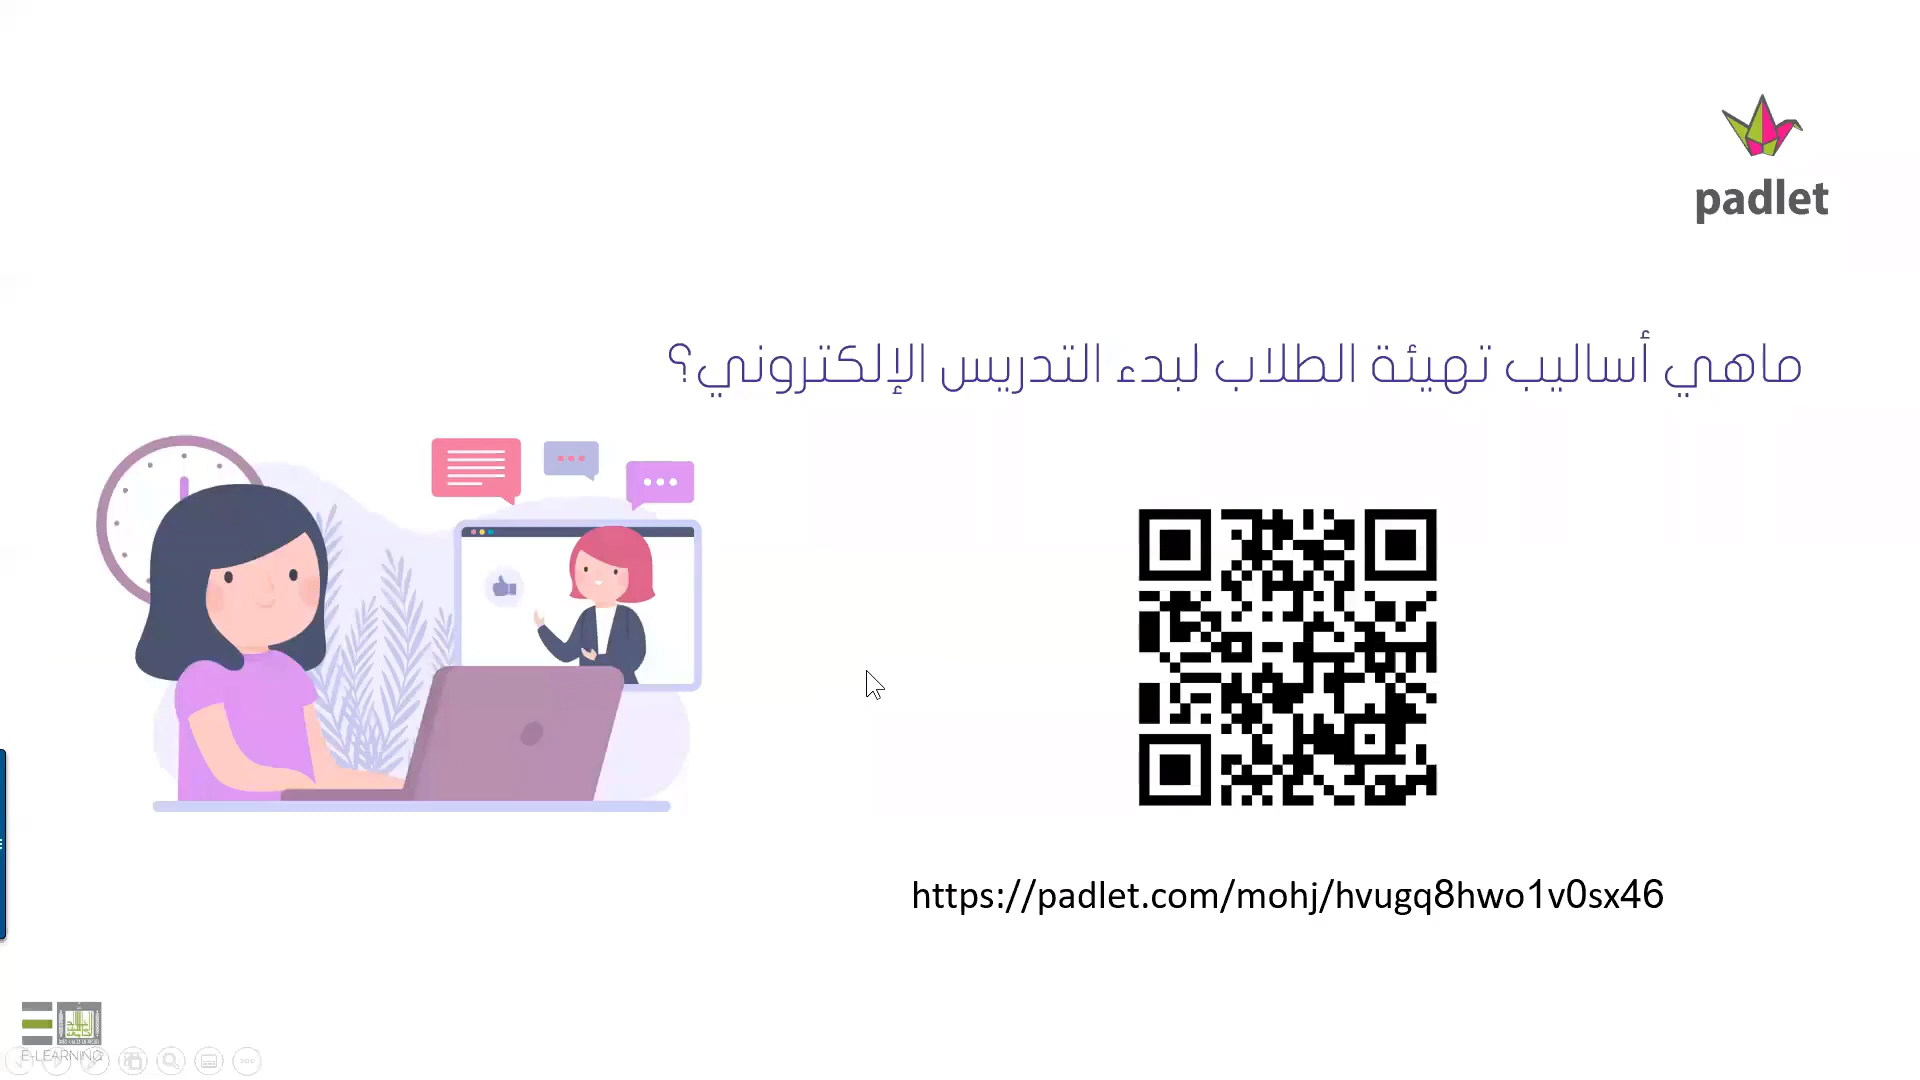 padlet
ماهي أساليب تهيئة الطلاب لبدء التدريس الإلكتروني؟
https://padlet.com/mohj/hvugq8hwo1v0sx46
E-LEARNING